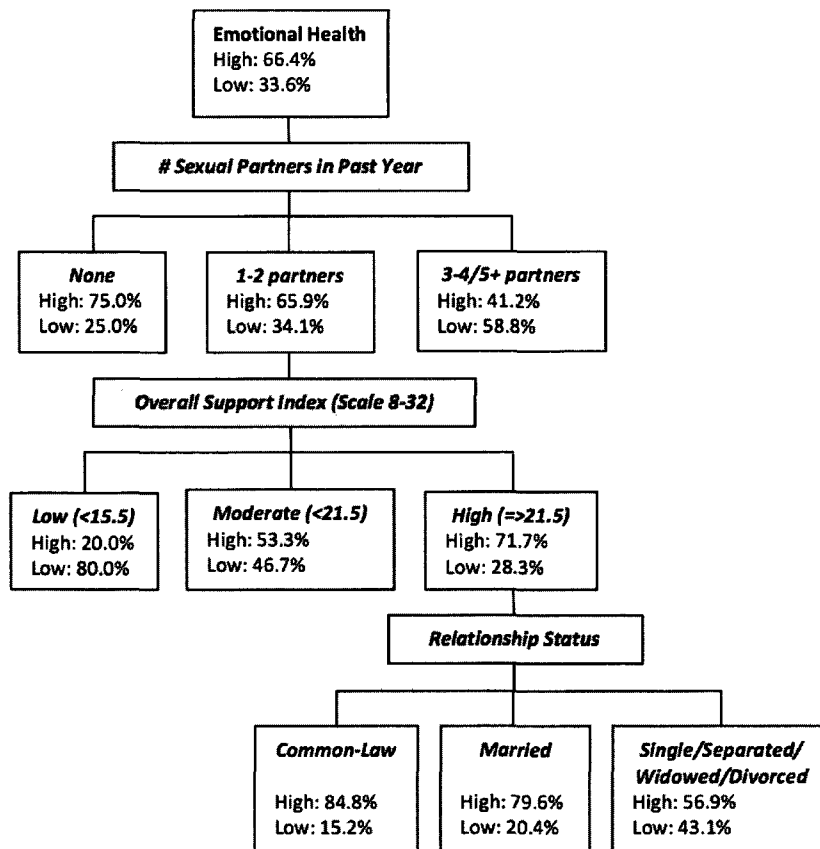 Emotional Health
High: 66.4%
Low: 33.6%
# Sexual Partners in Past Year
None
High: 75.0%
Low: 25.0%
1-2 partners
High: 65.9%
Low: 34.1%
3-4/5+ partners
High: 41.2%
Low: 58.8%
Overall Support Index (Scale 8-32)
Low (<15.5)
High: 20.0%
Low: 80.0%
Moderate (<21.5)
High: 53.3%
Low: 46.7%
High (=>21.5)
High: 71.7%
Low: 28.3%
Relationship Status
Common-Law
High: 84.8%
Low: 15.2%
Married
High: 79.6%
Low: 20.4%
Single/Separated/
Widowed/Divorced
High: 56.9%
Low: 43.1%